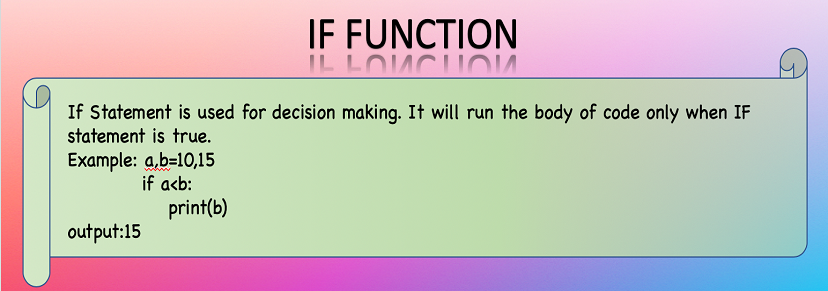 IF FUNCTION
If Statement is used for decision making. It will run the body of code only when IF
statement is true.
Example: a,b=10,15
if a<b:
print(b)
output:15